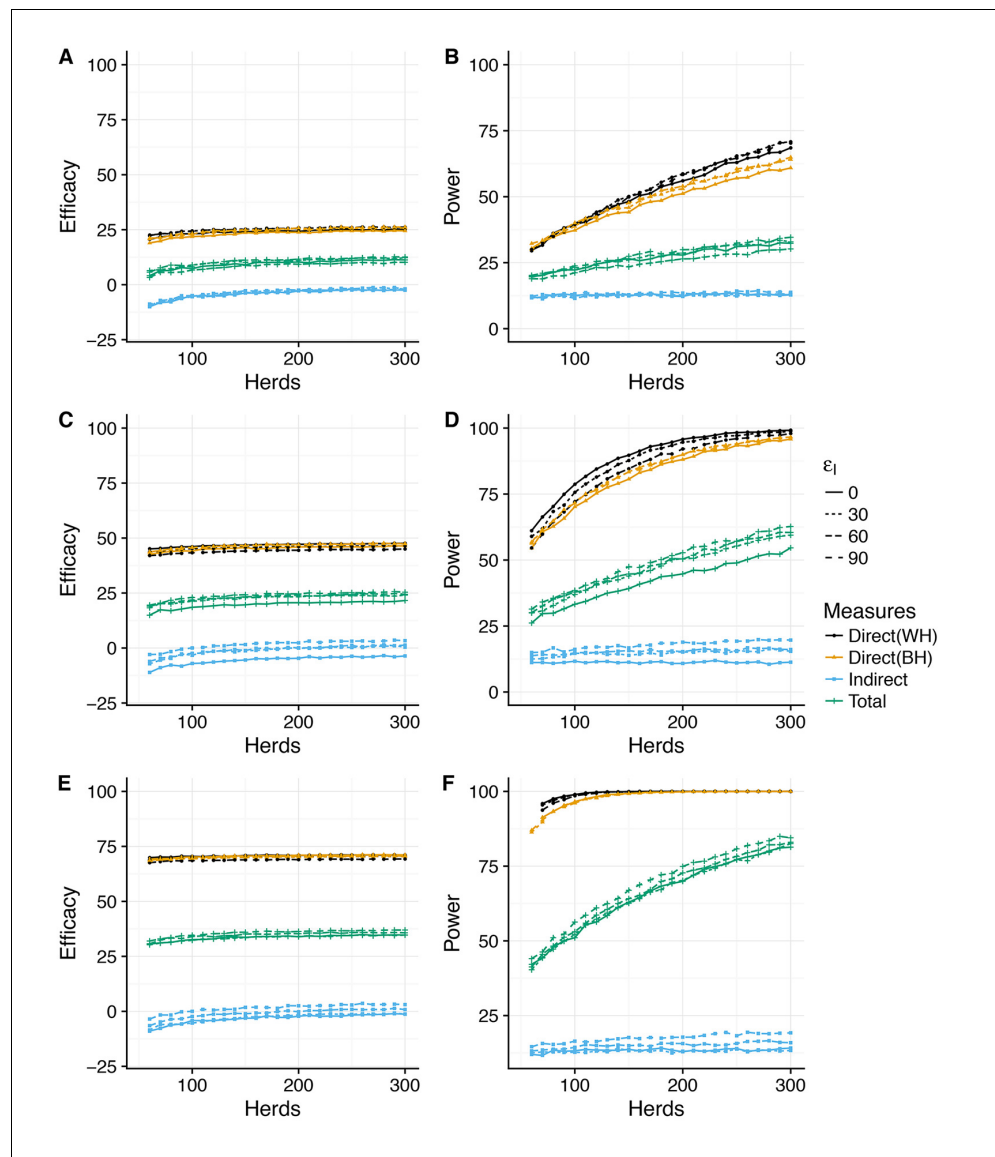 A
100
75
50
25
0
−25
Efficacy
100 200 300
Herds
B
100
75
50
25
0
Power
100 200 300
Herds
C
100
75
50
25
0
−25
Efficacy
100 200 300
Herds
D
100
75
50
25
0
Power
100 200 300
Herds
εI
0
30
60
90
Measures
Direct(WH)
Direct(BH)
Indirect
Total
E
100
75
50
25
0
−25
Efficacy
100 200 300
Herds
F
100
75
50
25
Power
100 200 300
Herds